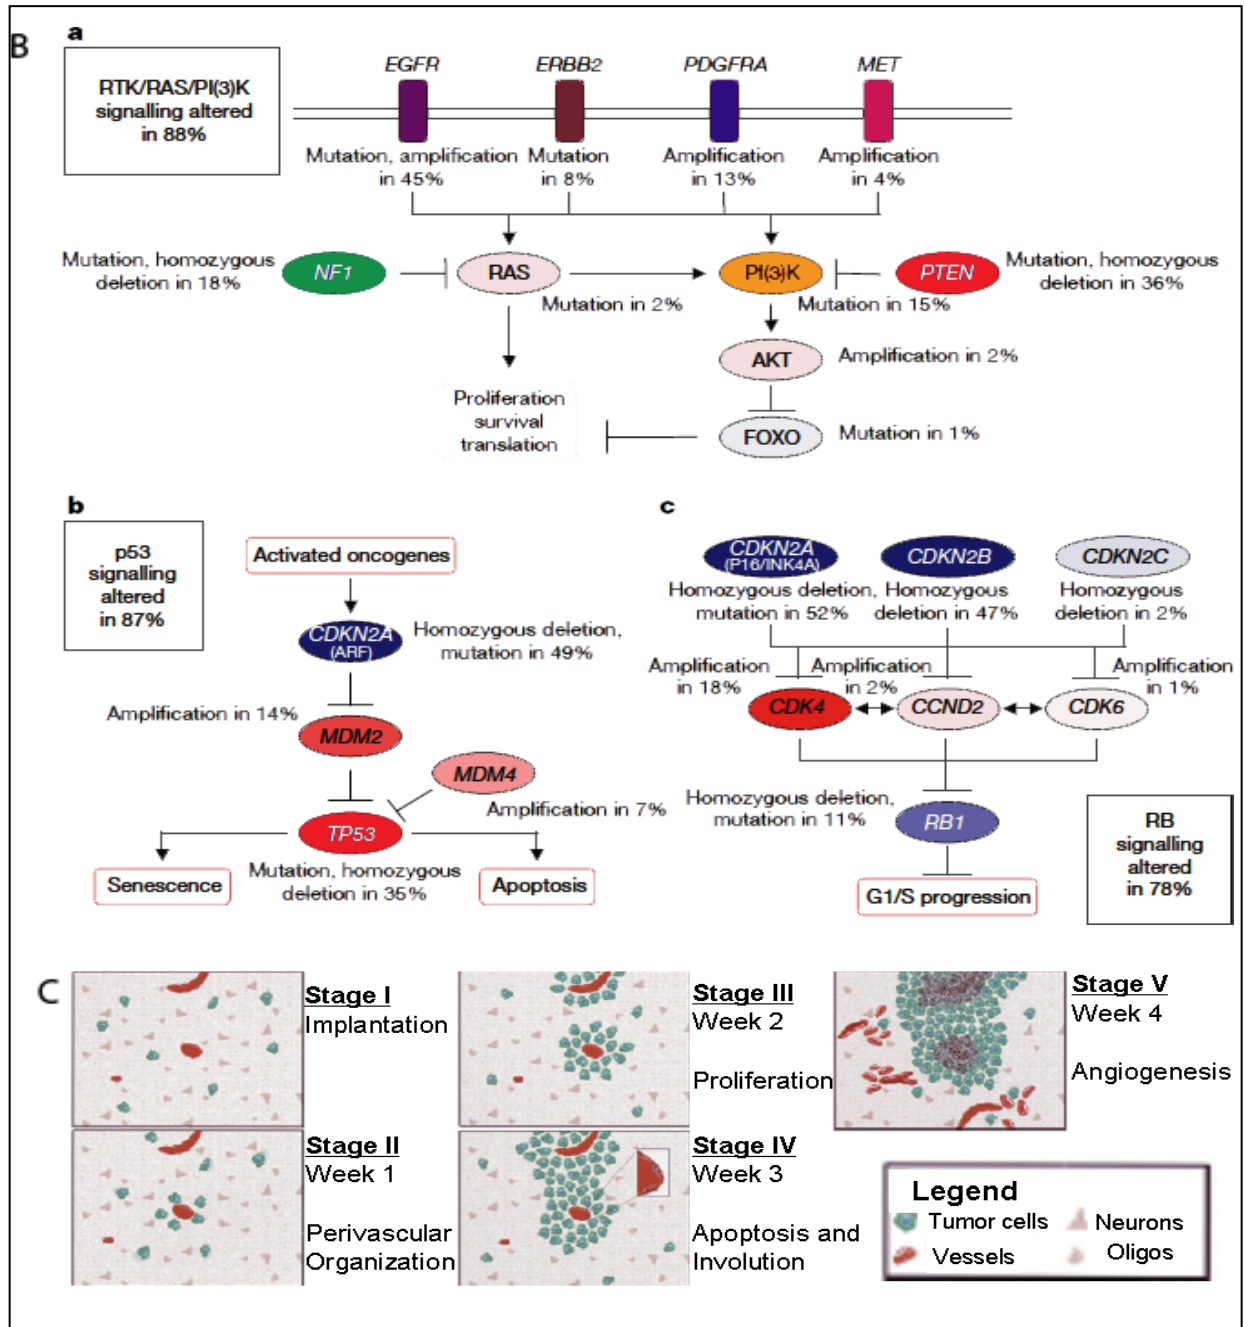 B
a
RTK/RAS/PI(3)K
signalling altered
in 88%
EGFR
ERBB2
PDGFRA
MET
Mutation, amplification
in 45%
Mutation
in 8%
Amplification
in 13%
Amplification
in 4%
Mutation, homozygous
deletion in 18%
NF1
RAS
Mutation in 2%
PI(3)K
Mutation in 15%
PTEN
Mutation, homozygous
deletion in 36%
AKT
Amplification in 2%
Proliferation
survival
translation
FOXO
Mutation in 1%
b
p53
signalling
altered
in 87%
Activated oncogenes
CDKN2A
(ARF)
Homozygous deletion,
mutation in 49%
Amplification in 14%
MDM2
MDM4
Amplification in 7%
TP53
Mutation, homozygous
deletion in 35%
Senescence
Apoptosis
c
CDKN2A
(P16/INK4A)
CDKN2B
CDKN2C
Homozygous deletion,
mutation in 52%
Homozygous
deletion in 47%
Homozygous
deletion in 2%
Amplification
in 18%
Amplification
in 2%
Amplification
in 1%
CDK4
CCND2
CDK6
Homozygous deletion,
mutation in 11%
RB1
G1/S progression
RB
signalling
altered
in 78%
C
Stage I
Implantation
Stage II
Week 1
Perivascular
Organization
Stage III
Week 2
Proliferation
Stage IV
Week 3
Apoptosis and
Involution
Stage V
Week 4
Angiogenesis
Legend
Tumor cells
Neurons
Vessels
Oligos